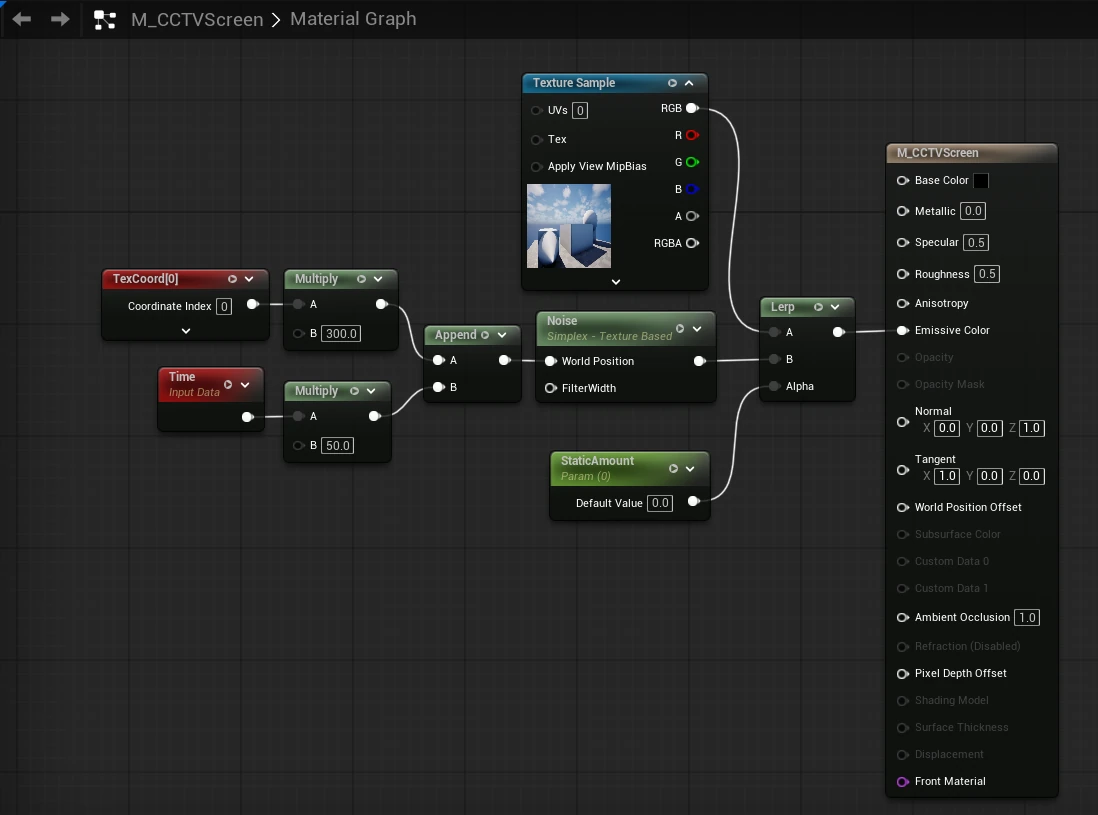 M_CCTVScreen > Material Graph
Texture Sample
UVs 0
RGB
Tex
R
Apply View MipBias
G
B
A
RGBA
TexCoord[0]
Coordinate Index 0
Multiply
A
B 300.0
Time
Input Data
Multiply
A
B 50.0
Append
A
B
Noise
Simplex - Texture Based
World Position
FilterWidth
StaticAmount
Param (0)
Default Value 0.0
Lerp
A
B
Alpha
M_CCTVScreen
Base Color
Metallic 0.0
Specular 0.5
Roughness 0.5
Anisotropy
Emissive Color
Opacity
Opacity Mask
Normal
X 0.0 Y 0.0 Z 1.0
Tangent
X 1.0 Y 0.0 Z 0.0
World Position Offset
Subsurface Color
Custom Data 0
Custom Data 1
Ambient Occlusion 1.0
Refraction (Disabled)
Pixel Depth Offset
Shading Model
Surface Thickness
Displacement
Front Material